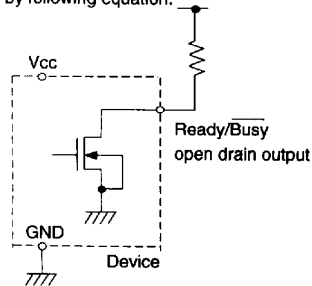 by following equation.
Vcc
Ready/Busy
open drain output
GND
Device